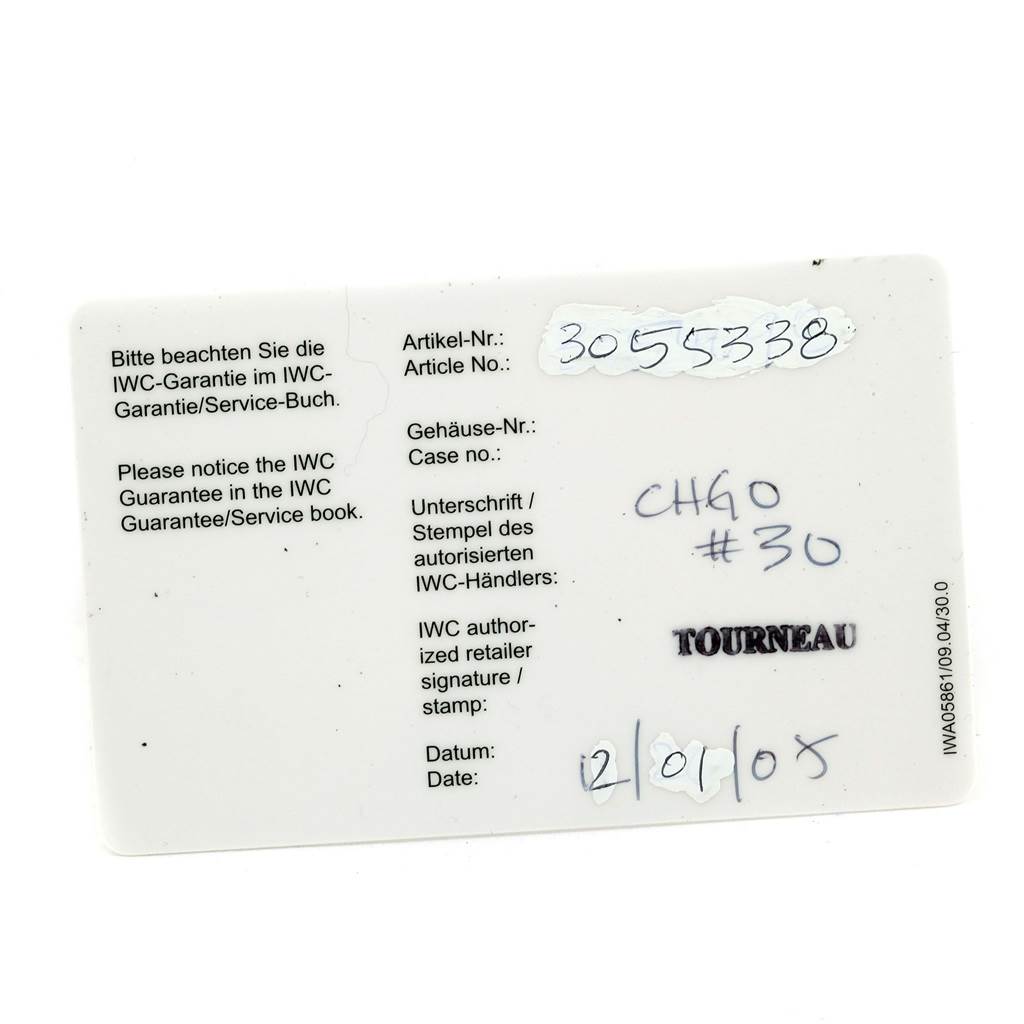 Bitte beachten Sie die
IWC-Garantie im IWC-
Garantie/Service-Buch.
Please notice the IWC
Guarantee in the IWC
Guarantee/Service book.
Artikel-Nr.:
Article No.: 3055338
Gehäuse-Nr.:
Case no.:
Unterschrift /
Stempel des
autorisierten
IWC-Händlers:
CHGO
#30
IWC author-
ized retailer
signature /
stamp:
TOURNEAU
Datum:
Date: 12/01/05
IWA05861/09.04/30.0